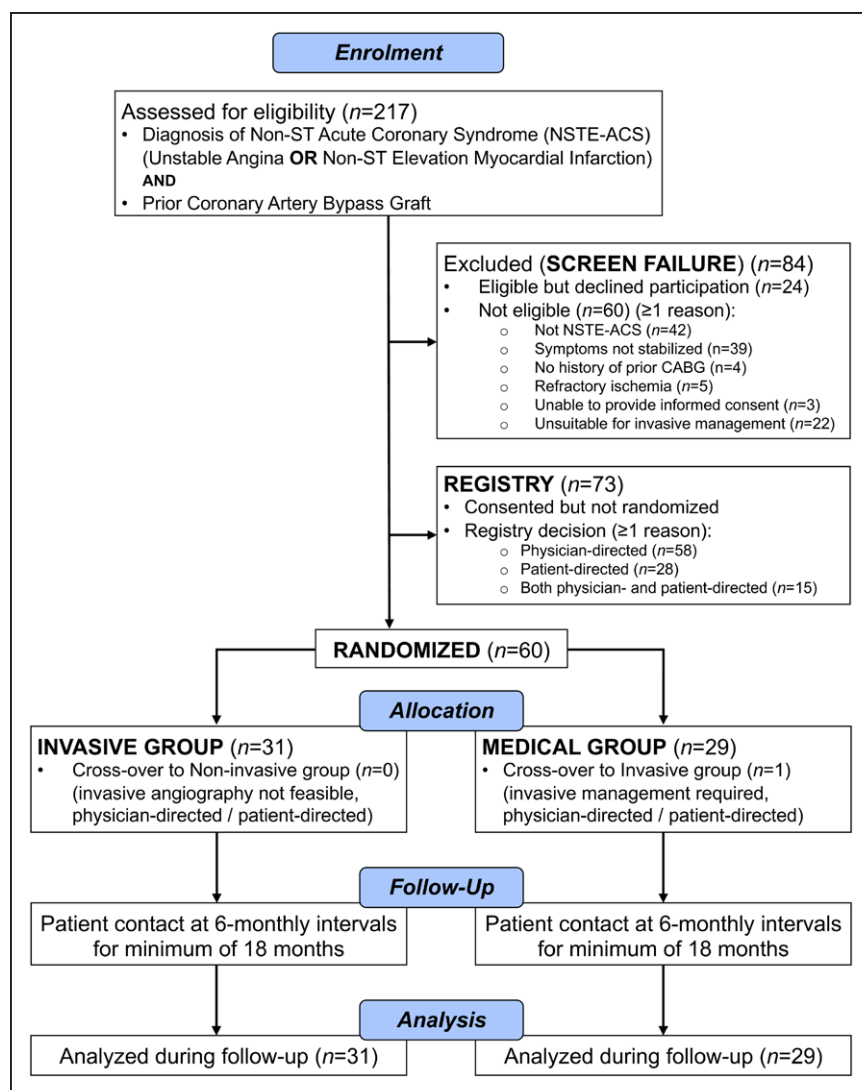 Enrolment
Assessed for eligibility (n=217)
• Diagnosis of Non-ST Acute Coronary Syndrome (NSTE-ACS)
(Unstable Angina OR Non-ST Elevation Myocardial Infarction)
AND
• Prior Coronary Artery Bypass Graft
Excluded (SCREEN FAILURE) (n=84)
• Eligible but declined participation (n=24)
• Not eligible (n=60) (≥1 reason):
o Not NSTE-ACS (n=42)
o Symptoms not stabilized (n=39)
o No history of prior CABG (n=4)
o Refractory ischemia (n=5)
o Unable to provide informed consent (n=3)
o Unsuitable for invasive management (n=22)
REGISTRY (n=73)
• Consented but not randomized
• Registry decision (≥1 reason):
o Physician-directed (n=58)
o Patient-directed (n=28)
o Both physician- and patient-directed (n=15)
RANDOMIZED (n=60)
Allocation
INVASIVE GROUP (n=31)
• Cross-over to Non-invasive group (n=0)
(invasive angiography not feasible,
physician-directed / patient-directed)
MEDICAL GROUP (n=29)
• Cross-over to Invasive group (n=1)
(invasive management required,
physician-directed / patient-directed)
Follow-Up
Patient contact at 6-monthly intervals
for minimum of 18 months
Patient contact at 6-monthly intervals
for minimum of 18 months
Analysis
Analyzed during follow-up (n=31)
Analyzed during follow-up (n=29)